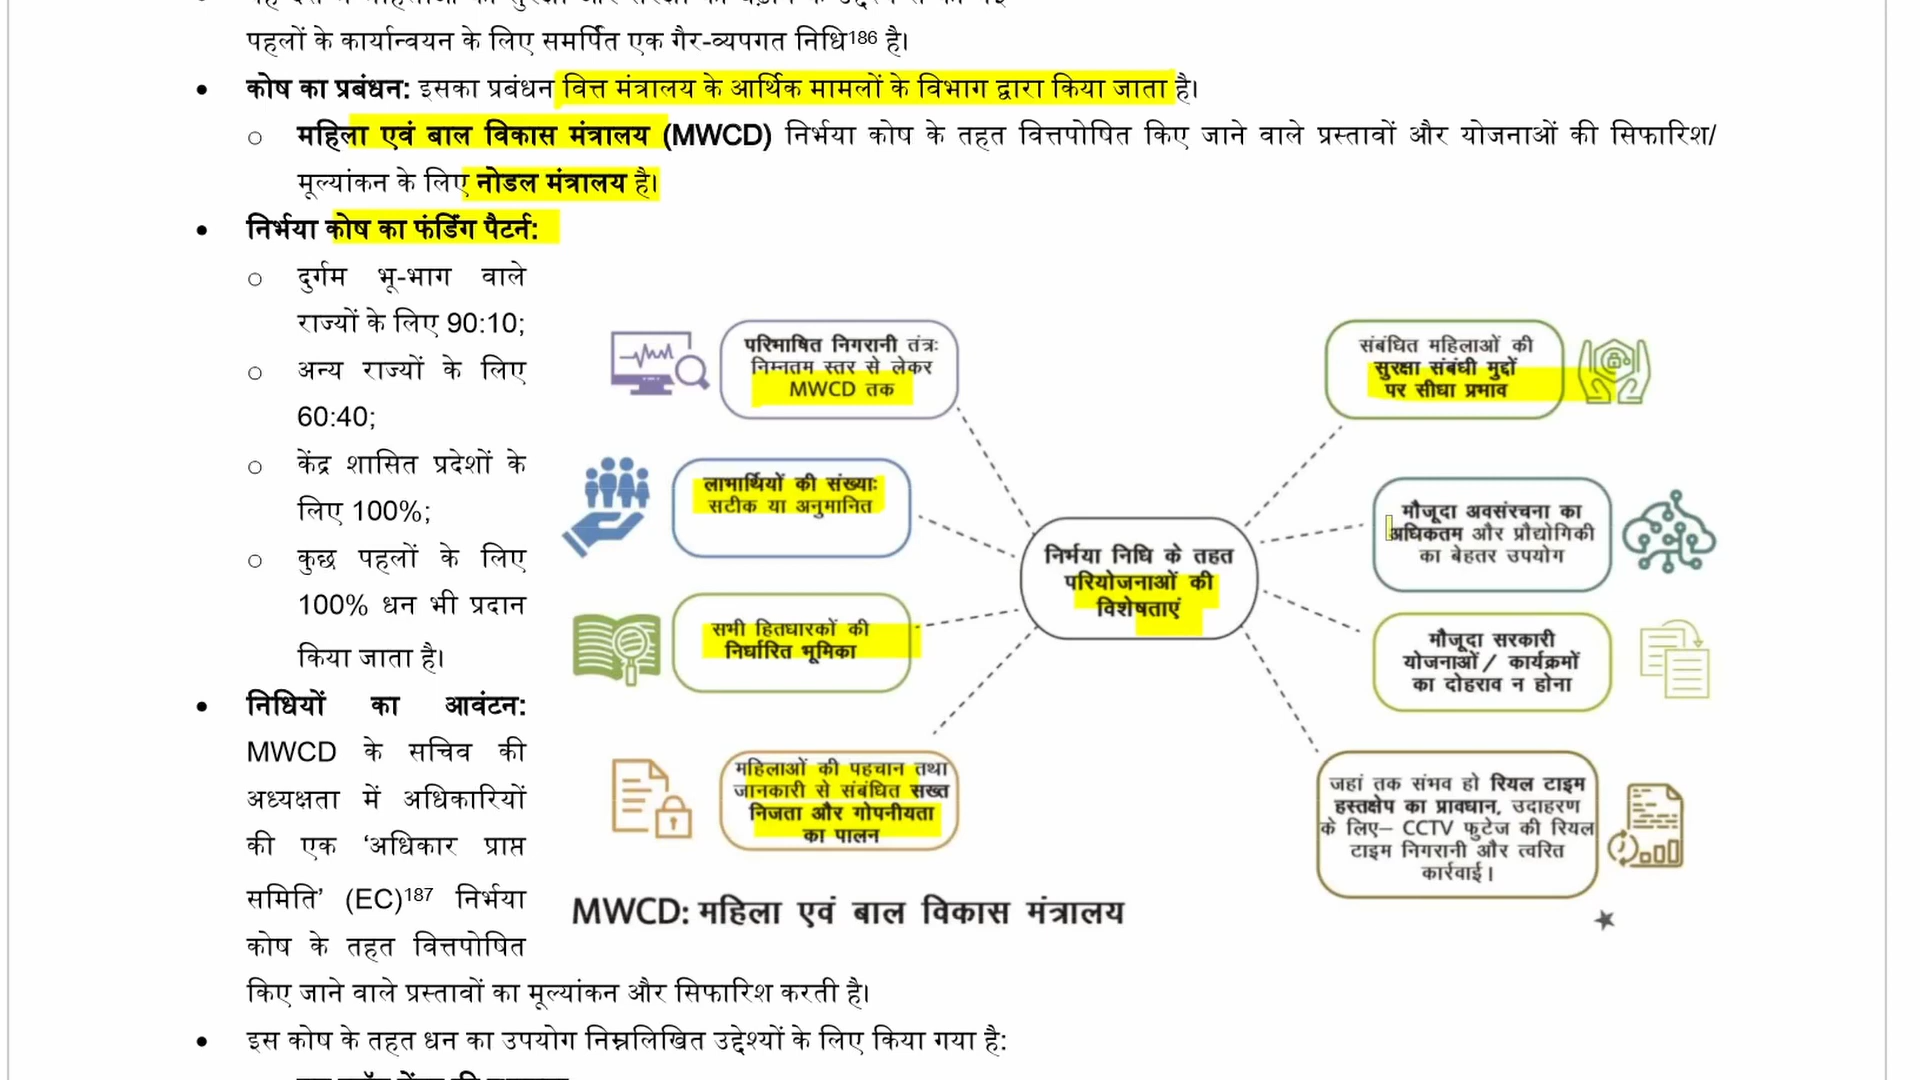 पहलों के कार्यान्वयन के लिए समर्पित एक गैर-व्यपगत निधि186 है।
• कोष का प्रबंधन: इसका प्रबंधन वित्त मंत्रालय के आर्थिक मामलों के विभाग द्वारा किया जाता है।
○ महिला एवं बाल विकास मंत्रालय (MWCD) निर्भया कोष के तहत वित्तपोषित किए जाने वाले प्रस्तावों और योजनाओं की सिफारिश/
मूल्यांकन के लिए नोडल मंत्रालय है।
• निर्भया कोष का फंडिंग पैटर्न:
○ दुर्गम भू-भाग वाले
राज्यों के लिए 90:10;
○ अन्य राज्यों के लिए
60:40;
○ केंद्र शासित प्रदेशों के
लिए 100%;
○ कुछ पहलों के लिए
100% धन भी प्रदान
किया जाता है।
• निधियों का आवंटन:
MWCD के सचिव की
अध्यक्षता में अधिकारियों
की एक ‘अधिकार प्राप्त
समिति’ (EC)187 निर्भया
कोष के तहत वित्तपोषित
किए जाने वाले प्रस्तावों का मूल्यांकन और सिफारिश करती है।
परिभाषित निगरानी तंत्रः
निम्नतम स्तर से लेकर
MWCD तक
लाभार्थियों की संख्याः
सटीक या अनुमानित
सभी हितधारकों की
निर्धारित भूमिका
महिलाओं की पहचान तथा
जानकारी से संबंधित सख्त
निजता और गोपनीयता
का पालन
निर्भया निधि के तहत
परियोजनाओं की
विशेषताएं
संबंधित महिलाओं की
सुरक्षा संबंधी मुद्दों
पर सीधा प्रभाव
मौजूदा अवसंरचना का
अधिकतम और प्रौद्योगिकी
का बेहतर उपयोग
मौजूदा सरकारी
योजनाओं / कार्यक्रमों
का दोहराव न होना
जहां तक संभव हो रियल टाइम
हस्तक्षेप का प्रावधान, उदाहरण
के लिए– CCTV फुटेज की रियल
टाइम निगरानी और त्वरित
कार्रवाई।
MWCD: महिला एवं बाल विकास मंत्रालय
• इस कोष के तहत धन का उपयोग निम्नलिखित उद्देश्यों के लिए किया गया है: